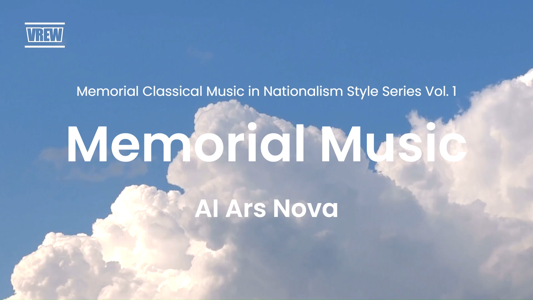 VREW
Memorial Classical Music in Nationalism Style Series Vol. 1
Memorial Music
AI Ars Nova